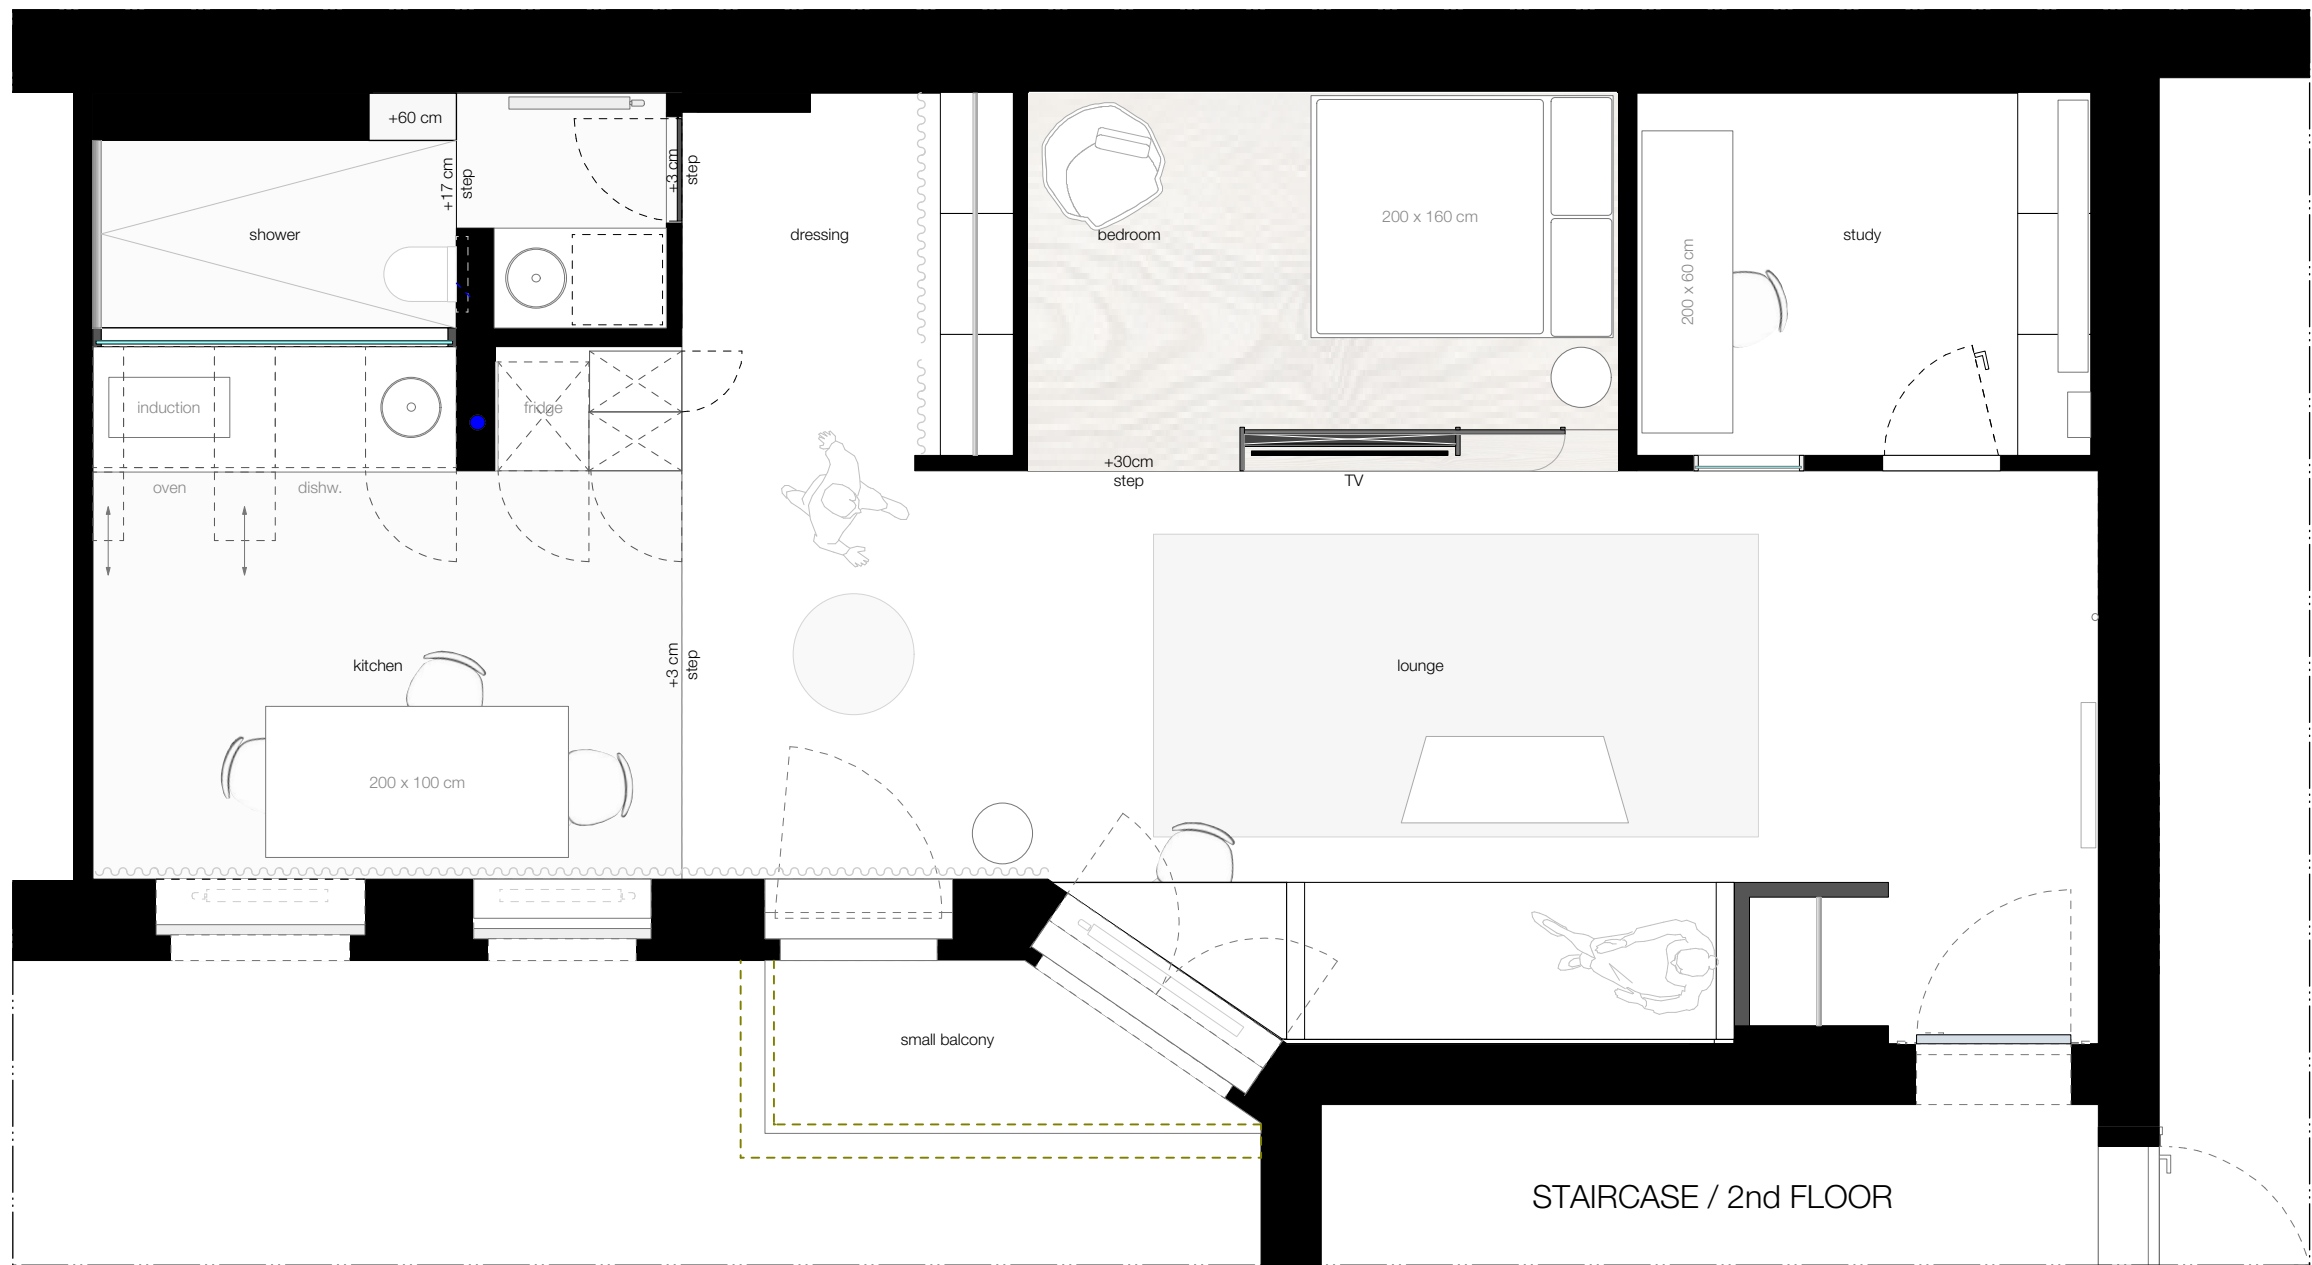 +60 cm
+17 cm
step
+3 cm
step
shower
dressing
bedroom
200 x 160 cm
200 x 60 cm
study
induction
fridge
oven
dishw.
+30cm
step
TV
kitchen
+3 cm
step
lounge
200 x 100 cm
small balcony
STAIRCASE / 2nd FLOOR